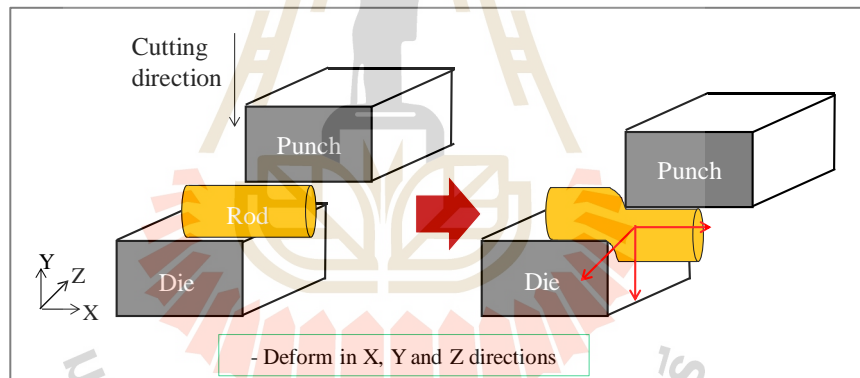 Cutting
direction
Punch
Rod
Die
Y
Z
X
Punch
Die
- Deform in X, Y and Z directions